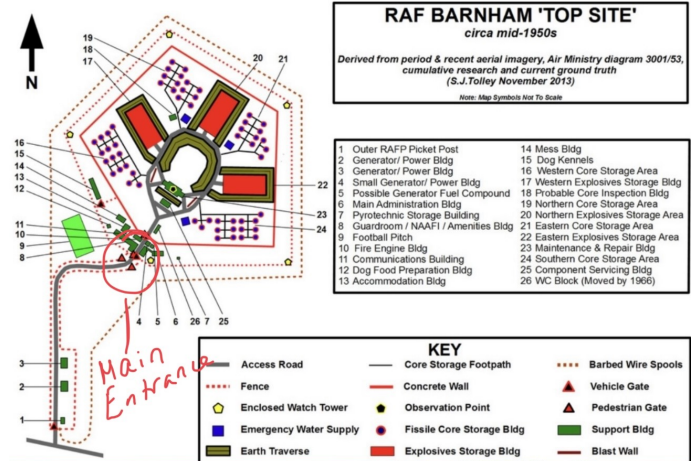 RAF BARNHAM 'TOP SITE'
circa mid-1950s
Derived from period & recent aerial imagery, Air Ministry diagram 3001/53,
cumulative research and current ground truth
(S.J.Tolley November 2013)
Note: Map Symbols Not To Scale
N
19
18
17
20
21
16
15
14
13
12
11
10
9
8
22
23
24
4
5
6
26
7
25
3
2
1
Main
Entrance
1 Outer RAFP Picket Post
2 Generator/ Power Bldg
3 Generator/ Power Bldg
4 Small Generator/ Power Bldg
5 Possible Generator Fuel Compound
6 Main Administration Bldg
7 Pyrotechnic Storage Building
8 Guardroom / NAAFI / Amenities Bldg
9 Football Pitch
10 Fire Engine Bldg
11 Communications Building
12 Dog Food Preparation Bldg
13 Accommodation Bldg
14 Mess Bldg
15 Dog Kennels
16 Western Core Storage Area
17 Western Explosives Storage Bldg
18 Probable Core Inspection Bldg
19 Northern Core Storage Area
20 Northern Explosives Storage Bldg
21 Eastern Core Storage Area
22 Eastern Explosives Storage Bldg
23 Maintenance & Repair Bldg
24 Southern Core Storage Area
25 Component Servicing Bldg
26 WC Block (Moved by 1966)
KEY
Access Road
Core Storage Footpath
Barbed Wire Spools
Fence
Concrete Wall
Vehicle Gate
Enclosed Watch Tower
Observation Point
Pedestrian Gate
Emergency Water Supply
Fissile Core Storage Bldg
Support Bldg
Earth Traverse
Explosives Storage Bldg
Blast Wall